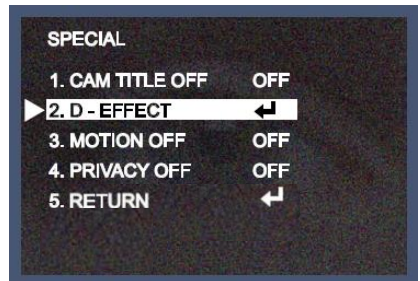 SPECIAL
1. CAM TITLE OFF OFF
2. D - EFFECT ↵
3. MOTION OFF OFF
4. PRIVACY OFF OFF
5. RETURN ↵